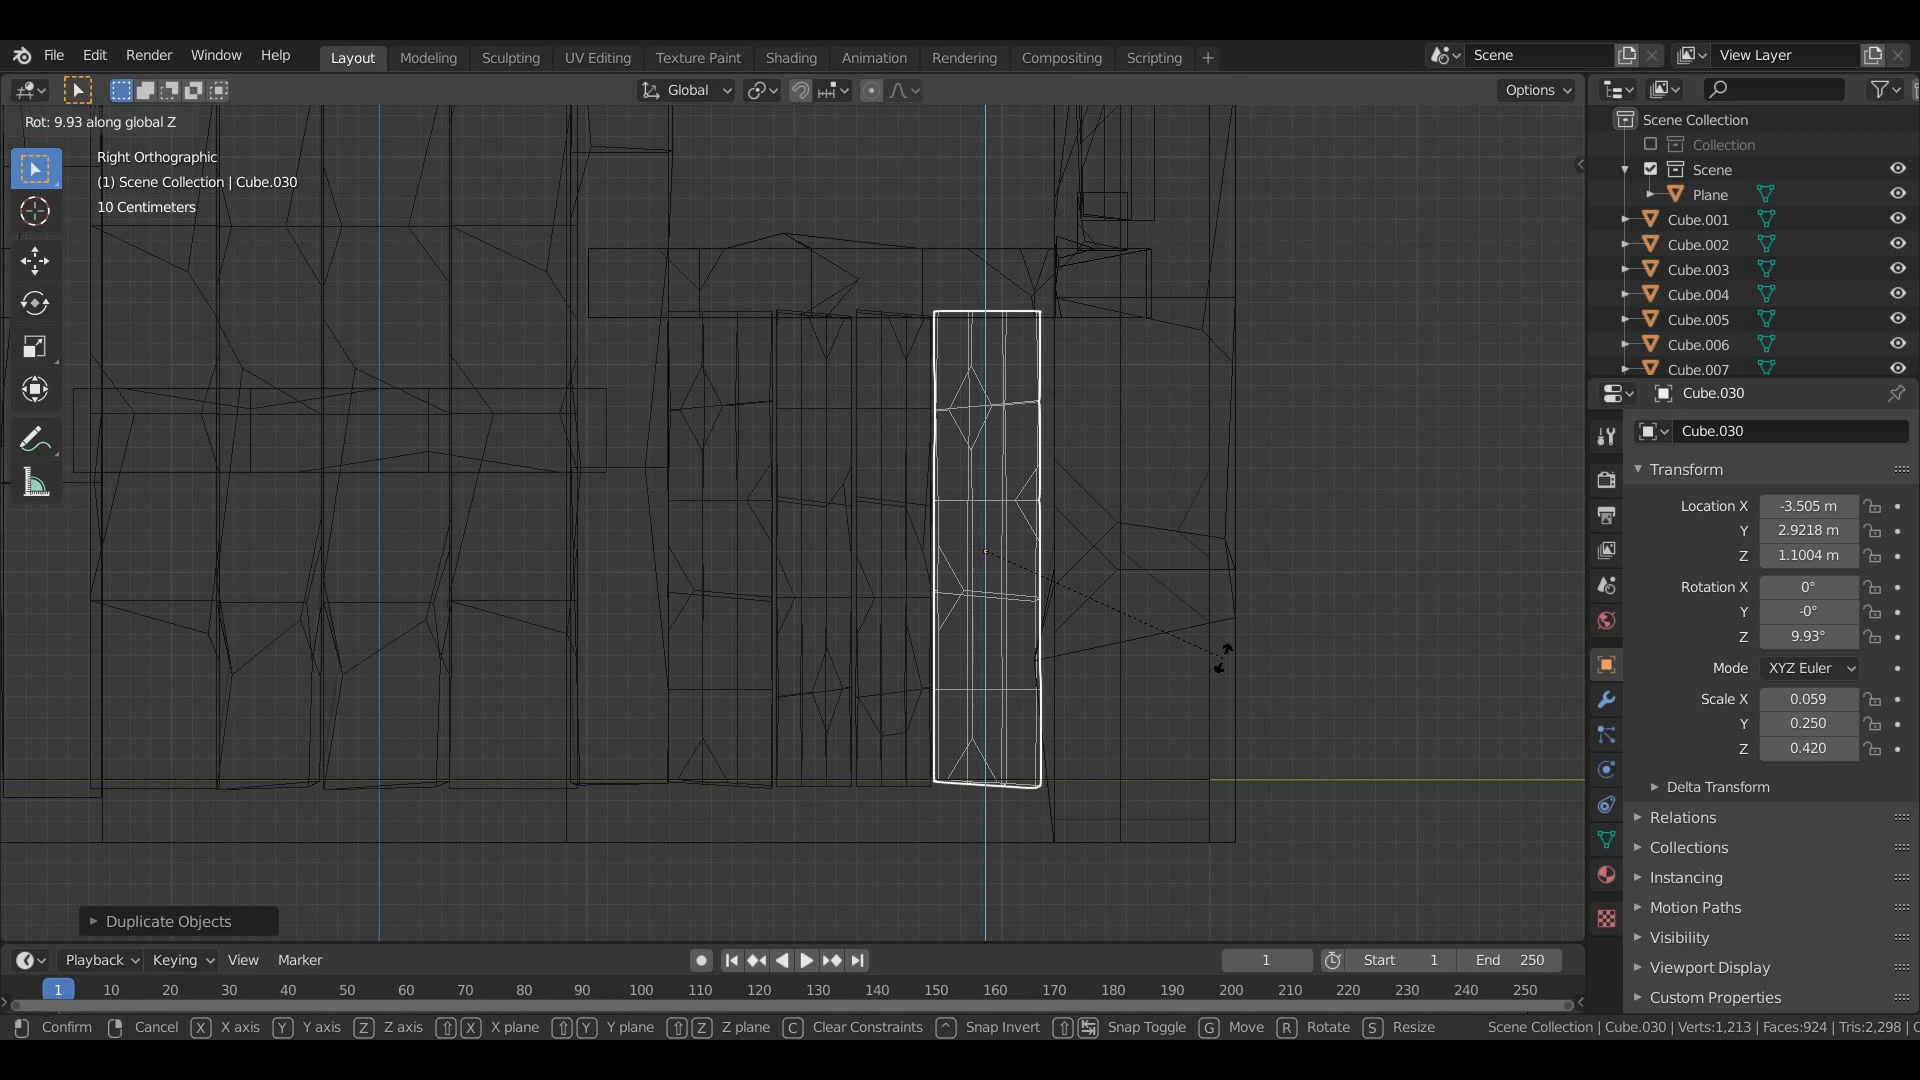 File Edit Render Window Help Layout Modeling Sculpting UV Editing Texture Paint Shading Animation Rendering Compositing Scripting + Scene View Layer
Global Options
Rot: 9.93 along global Z
Right Orthographic
(1) Scene Collection | Cube.030
10 Centimeters
Scene Collection
Collection
Scene
Plane
Cube.001
Cube.002
Cube.003
Cube.004
Cube.005
Cube.006
Cube.007
Cube.030
Cube.030
Transform
Location X -3.505 m
Y 2.9218 m
Z 1.1004 m
Rotation X 0°
Y -0°
Z 9.93°
Mode XYZ Euler
Scale X 0.059
Y 0.250
Z 0.420
Delta Transform
Relations
Collections
Instancing
Motion Paths
Visibility
Viewport Display
Custom Properties
Duplicate Objects
Playback Keying View Marker 1 Start 1 End 250
1 10 20 30 40 50 60 70 80 90 100 110 120 130 140 150 160 170 180 190 200 210 220 230 240 250
Confirm Cancel X X axis Y Y axis Z Z axis X X plane Y Y plane Z Z plane C Clear Constraints ^ Snap Invert Snap Toggle G Move R Rotate S Resize Scene Collection | Cube.030 | Verts:1,213 | Faces:924 | Tris:2,298 |